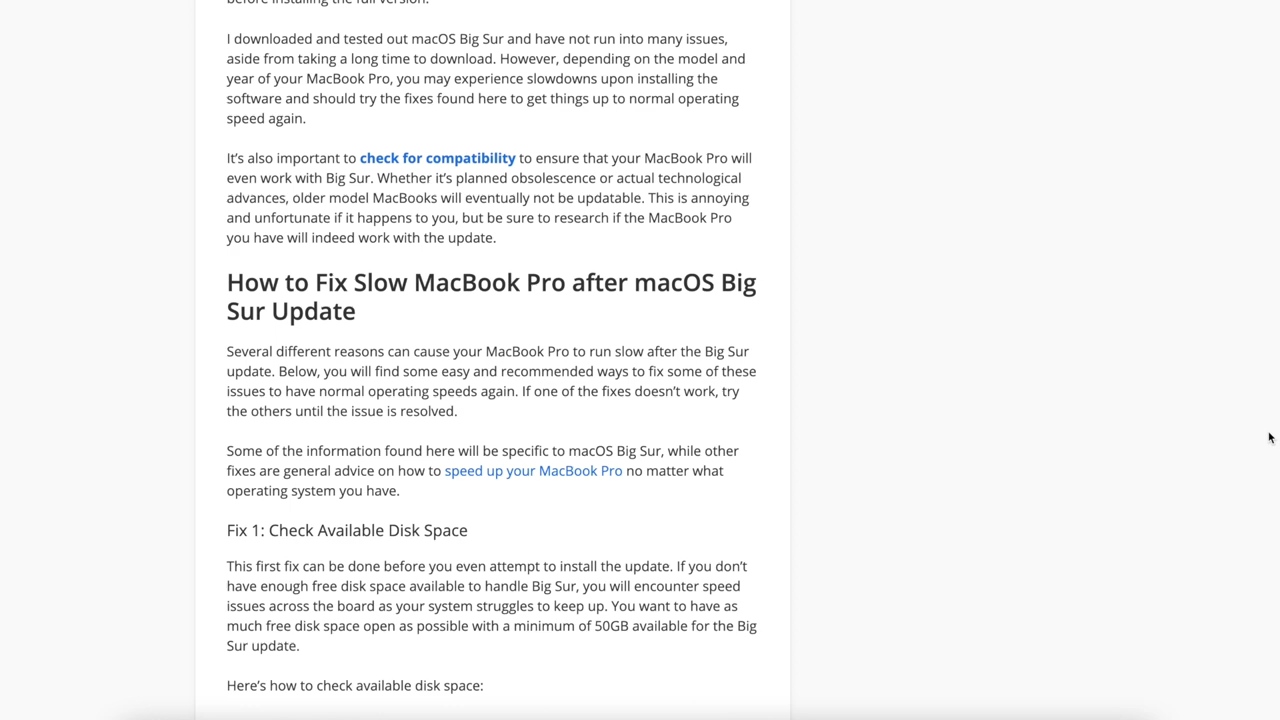 before installing the full version.
I downloaded and tested out macOS Big Sur and have not run into many issues,
aside from taking a long time to download. However, depending on the model and
year of your MacBook Pro, you may experience slowdowns upon installing the
software and should try the fixes found here to get things up to normal operating
speed again.
It’s also important to check for compatibility to ensure that your MacBook Pro will
even work with Big Sur. Whether it’s planned obsolescence or actual technological
advances, older model MacBooks will eventually not be updatable. This is annoying
and unfortunate if it happens to you, but be sure to research if the MacBook Pro
you have will indeed work with the update.
How to Fix Slow MacBook Pro after macOS Big
Sur Update
Several different reasons can cause your MacBook Pro to run slow after the Big Sur
update. Below, you will find some easy and recommended ways to fix some of these
issues to have normal operating speeds again. If one of the fixes doesn’t work, try
the others until the issue is resolved.
Some of the information found here will be specific to macOS Big Sur, while other
fixes are general advice on how to speed up your MacBook Pro no matter what
operating system you have.
Fix 1: Check Available Disk Space
This first fix can be done before you even attempt to install the update. If you don’t
have enough free disk space available to handle Big Sur, you will encounter speed
issues across the board as your system struggles to keep up. You want to have as
much free disk space open as possible with a minimum of 50GB available for the Big
Sur update.
Here’s how to check available disk space: